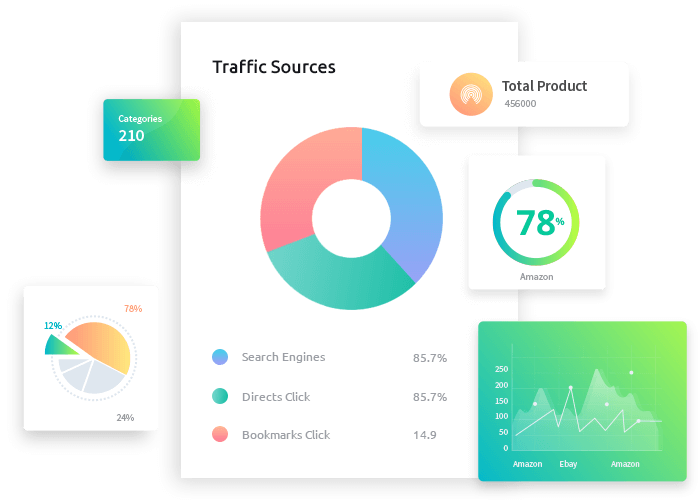 Traffic Sources
Total Product
456000
Categories
210
78%
Amazon
78%
12%
24%
Search Engines 85.7%
Directs Click 85.7%
Bookmarks Click 14.9
250
200
150
100
50
0
Amazon Ebay Amazon